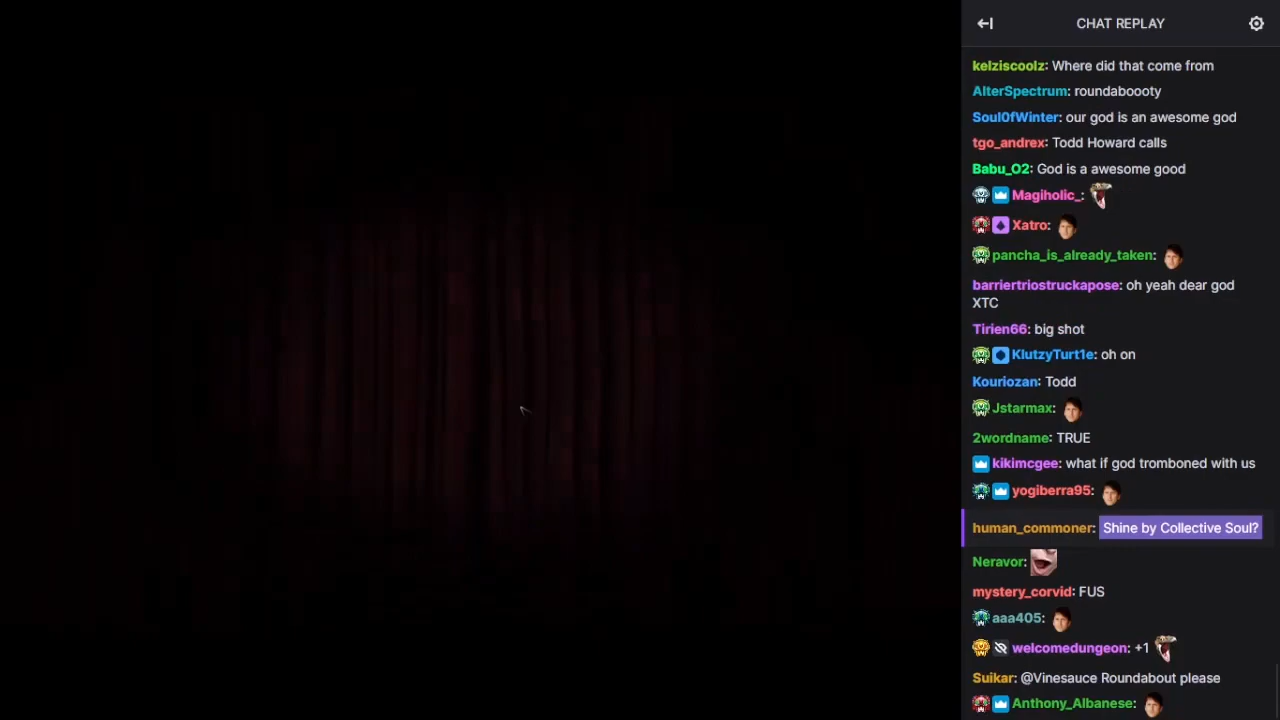 CHAT REPLAY
kelziscoolz: Where did that come from
AlterSpectrum: roundaboooty
Soul0fWinter: our god is an awesome god
tgo_andrex: Todd Howard calls
Babu_O2: God is a awesome good
Magiholic_:
Xatro:
pancha_is_already_taken:
barriertriostruckapose: oh yeah dear god
XTC
Tirien66: big shot
KlutzyTurt1e: oh on
Kouriozan: Todd
Jstarmax:
2wordname: TRUE
kikimcgee: what if god tromboned with us
yogiberra95:
human_commoner: Shine by Collective Soul?
Neravor:
mystery_corvid: FUS
aaa405:
welcomedungeon: +1
Suikar: @Vinesauce Roundabout please
Anthony_Albanese: